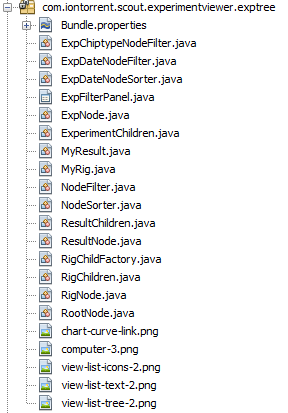 com.iontorrent.scout.experimentviewer.exptree
Bundle.properties
ExpChiptypeNodeFilter.java
ExpDateNodeFilter.java
ExpDateNodeSorter.java
ExpFilterPanel.java
ExpNode.java
ExperimentChildren.java
MyResult.java
MyRig.java
NodeFilter.java
NodeSorter.java
ResultChildren.java
ResultNode.java
RigChildFactory.java
RigChildren.java
RigNode.java
RootNode.java
chart-curve-link.png
computer-3.png
view-list-icons-2.png
view-list-text-2.png
view-list-tree-2.png